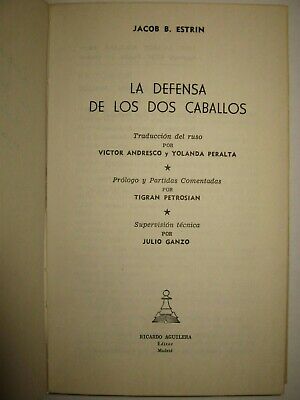 JACOB B. ESTRIN
LA DEFENSA
DE LOS DOS CABALLOS
Traducción del ruso
POR
VICTOR ANDRESCO y YOLANDA PERALTA
★
Prólogo y Partidas Comentadas
POR
TIGRAN PETROSIAN
★
Supervisión técnica
POR
JULIO GANZO
RICARDO AGUILERA
Editor
Madrid